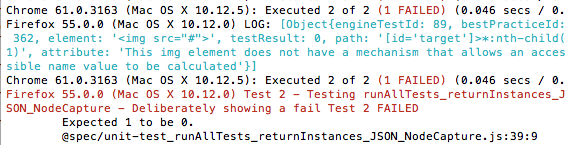 Chrome 61.0.3163 (Mac OS X 10.12.5): Executed 2 of 2 (1 FAILED) (0.046 secs / 0.
Firefox 55.0.0 (Mac OS X 10.12.0) LOG: [Object{engineTestId: 89, bestPracticeId:
362, element: '<img src="#">', testResult: 0, path: '[id='target']>*:nth-child(
1)', attribute: 'This img element does not have a mechanism that allows an acces
sible name value to be calculated'}]
Chrome 61.0.3163 (Mac OS X 10.12.5): Executed 2 of 2 (1 FAILED) (0.046 secs / 0.
Firefox 55.0.0 (Mac OS X 10.12.0) Test 2 - Testing runAllTests_returnInstances_J
SON_NodeCapture - Deliberately showing a fail Test 2 FAILED
Expected 1 to be 0.
@spec/unit-test_runAllTests_returnInstances_JSON_NodeCapture.js:39:9